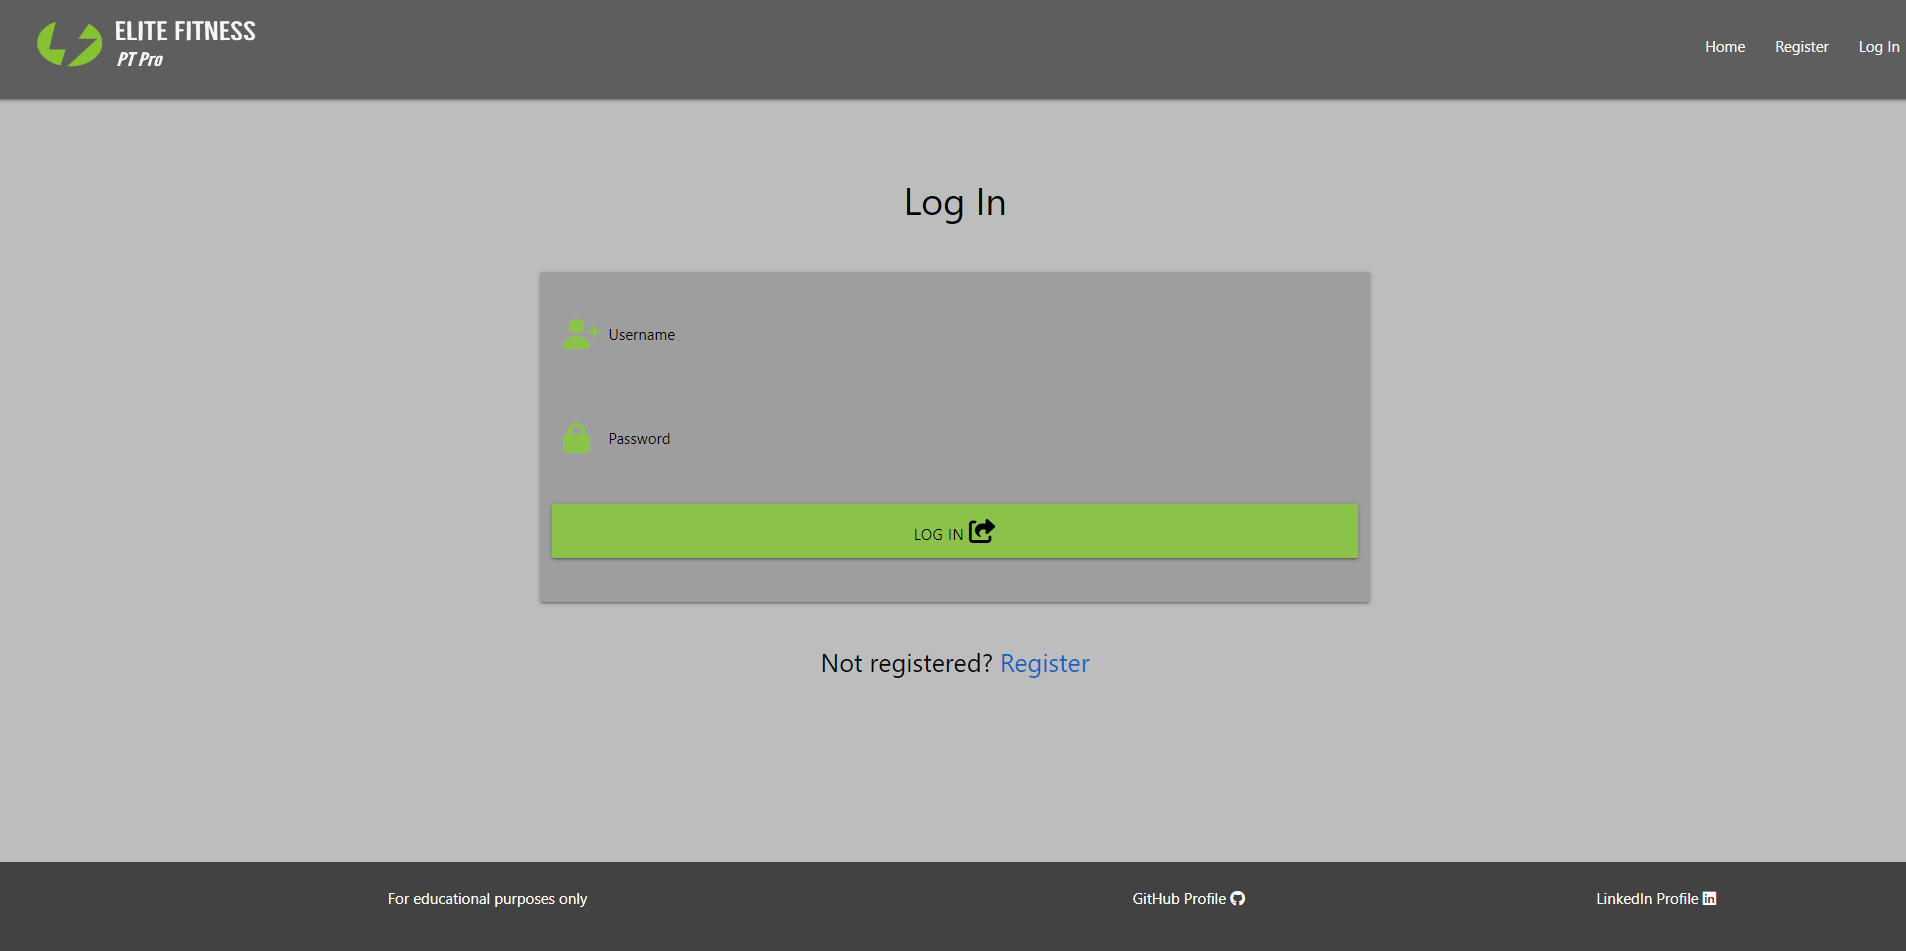 ELITE FITNESS
PT Pro
Home Register Log In
Log In
Username
Password
LOG IN
Not registered? Register
For educational purposes only GitHub Profile LinkedIn Profile